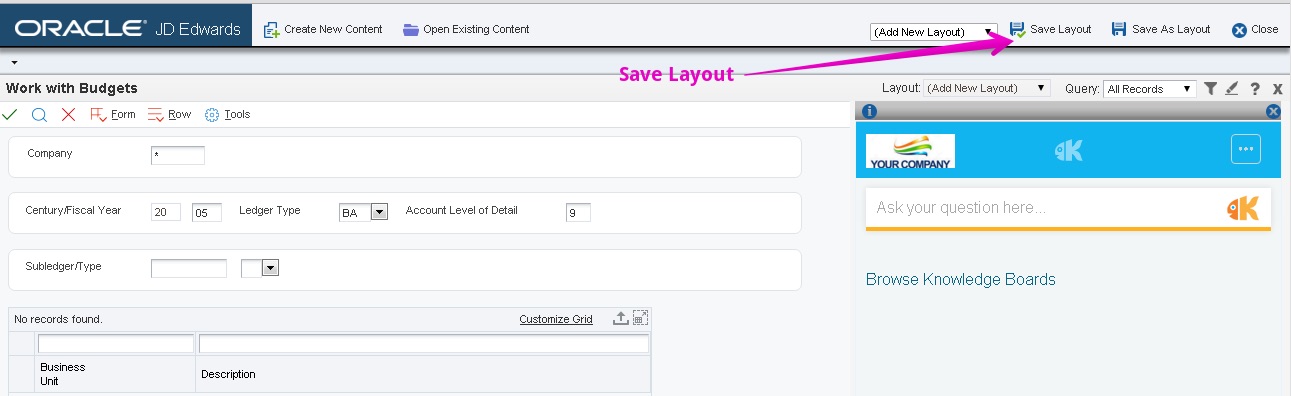 ORACLE JD Edwards Create New Content Open Existing Content (Add New Layout) Save Layout Save As Layout Close
Save Layout
Work with Budgets Layout: (Add New Layout) Query: All Records ? X
Form Row Tools
Company *
YOUR COMPANY K ...
Century/Fiscal Year 20 05 Ledger Type BA Account Level of Detail 9
Ask your question here... K
Subledger/Type
Browse Knowledge Boards
No records found. Customize Grid
Business
Unit
Description